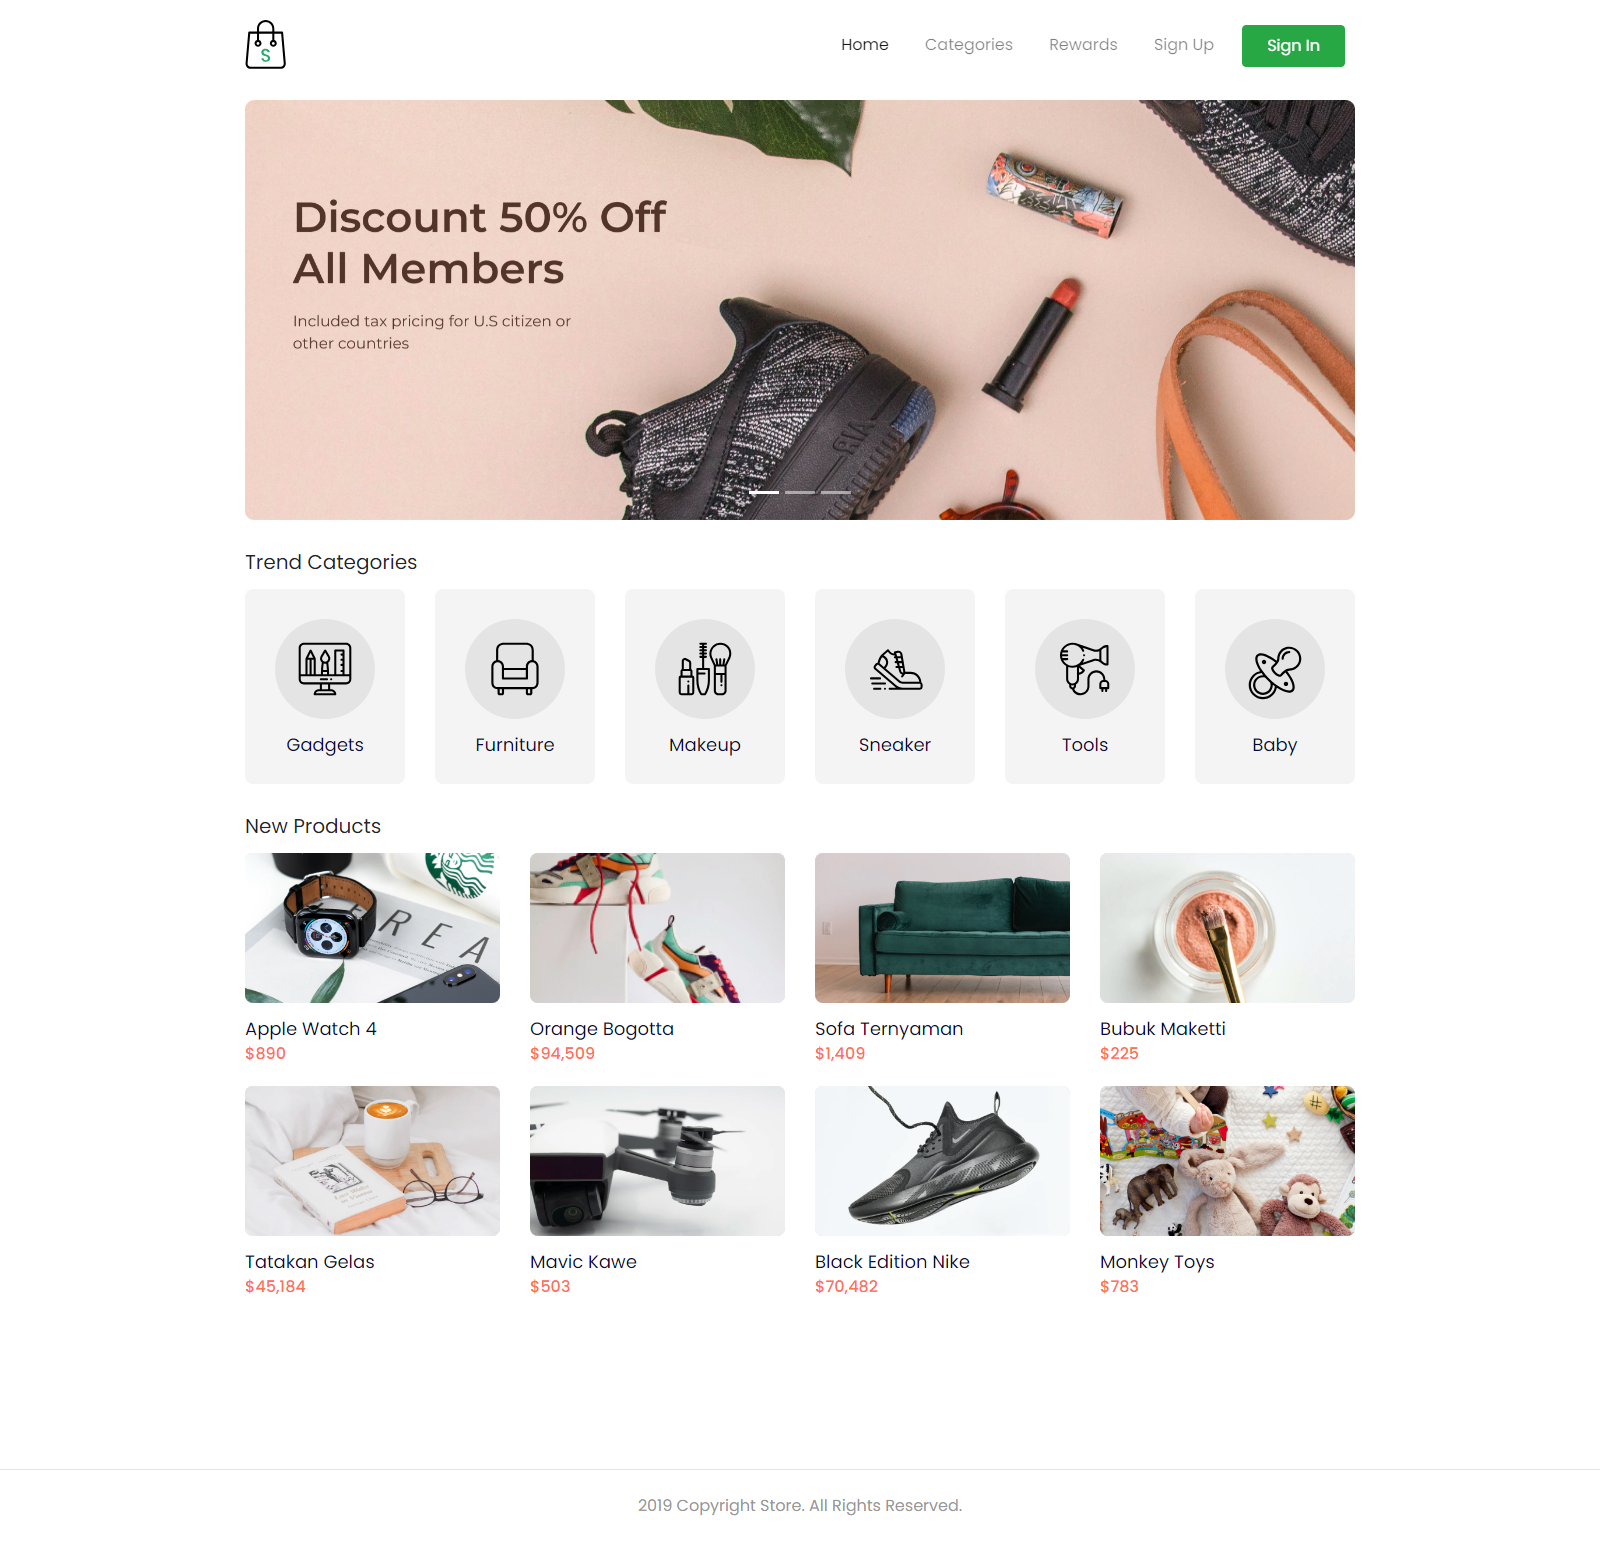 S
Home
Categories
Rewards
Sign Up
Sign In
Discount 50% Off
All Members
Included tax pricing for U.S citizen or
other countries
Trend Categories
Gadgets
Furniture
Makeup
Sneaker
Tools
Baby
New Products
Apple Watch 4
$890
Orange Bogotta
$94,509
Sofa Ternyaman
$1,409
Bubuk Maketti
$225
Tatakan Gelas
$45,184
Mavic Kawe
$503
Black Edition Nike
$70,482
Monkey Toys
$783
2019 Copyright Store. All Rights Reserved.